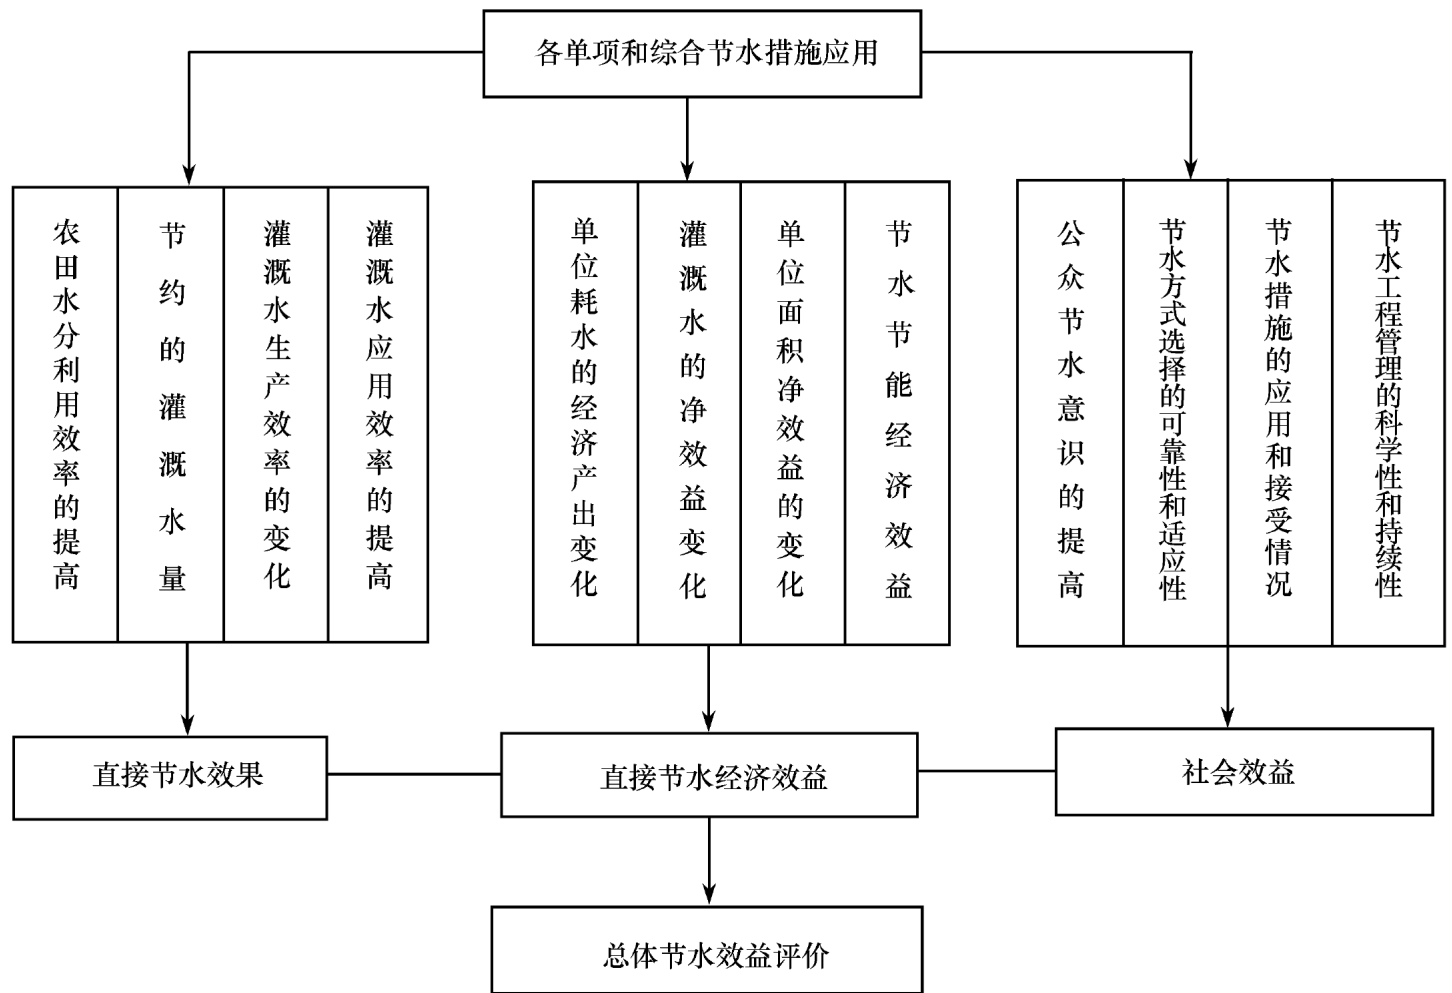 各单项和综合节水措施应用
农田水分利用效率的提高
节约的灌溉水量
灌溉水生产效率的变化
灌溉水应用效率的提高
单位耗水的经济产出变化
灌溉水的净效益变化
单位面积净效益的变化
节水节能经济效益
公众节水意识的提高
节水方式选择的可靠性和适应性
节水措施的应用和接受情况
节水工程管理的科学性和持续性
直接节水效果
直接节水经济效益
社会效益
总体节水效益评价